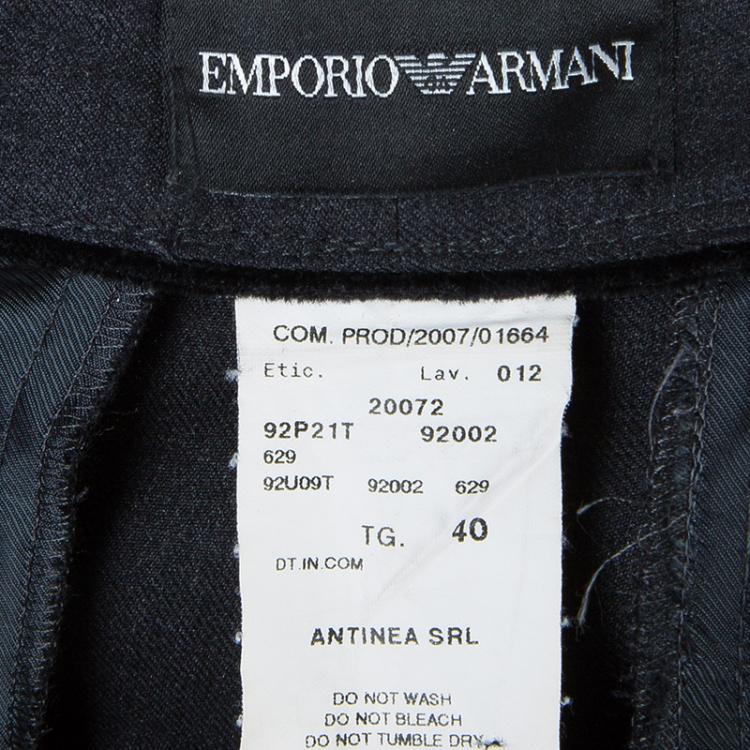 EMPORIO ARMANI
COM. PROD/2007/01664
Etic. Lav. 012
20072
92P21T 92002
629
92U09T 92002 629
TG. 40
DT.IN.COM
ANTINEA SRL
DO NOT WASH
DO NOT BLEACH
DO NOT TUMBLE DRY